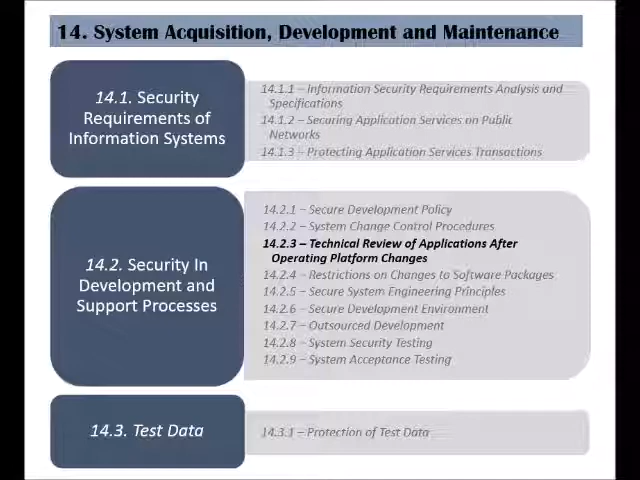 14. System Acquisition, Development and Maintenance
14.1. Security
Requirements of
Information Systems
14.1.1 – Information Security Requirements Analysis and
Specifications
14.1.2 – Securing Application Services on Public
Networks
14.1.3 – Protecting Application Services Transactions
14.2. Security In
Development and
Support Processes
14.2.1 – Secure Development Policy
14.2.2 – System Change Control Procedures
14.2.3 – Technical Review of Applications After
Operating Platform Changes
14.2.4 – Restrictions on Changes to Software Packages
14.2.5 – Secure System Engineering Principles
14.2.6 – Secure Development Environment
14.2.7 – Outsourced Development
14.2.8 – System Security Testing
14.2.9 – System Acceptance Testing
14.3. Test Data
14.3.1 – Protection of Test Data